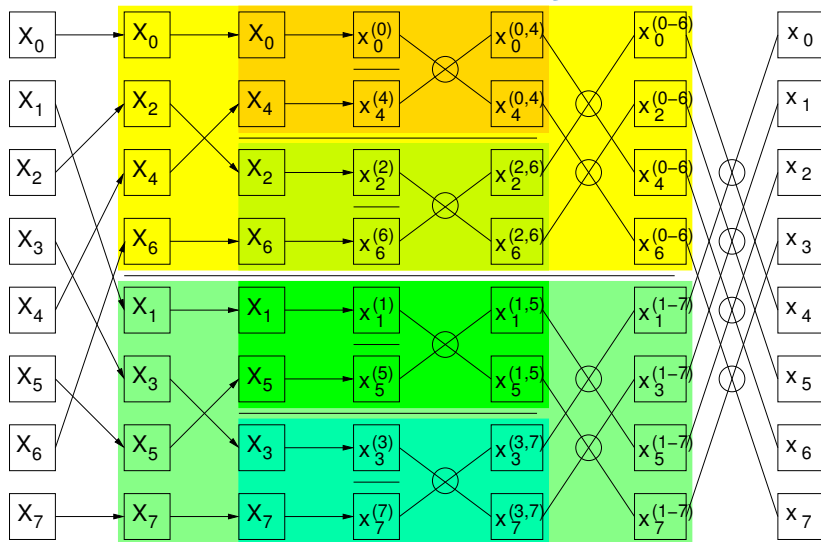 X0 X0 X0 x0(0) x0(0,4) x0(0−6) x0
X1 X2 X4 x4(4) x4(0,4) x2(0−6) x1
X2 X4 X2 x2(2) x2(2,6) x4(0−6) x2
X3 X6 X6 x6(6) x6(2,6) x6(0−6) x3
X4 X1 X1 x1(1) x1(1,5) x1(1−7) x4
X5 X3 X5 x5(5) x5(1,5) x3(1−7) x5
X6 X5 X3 x3(3) x3(3,7) x5(1−7) x6
X7 X7 X7 x7(7) x7(3,7) x7(1−7) x7